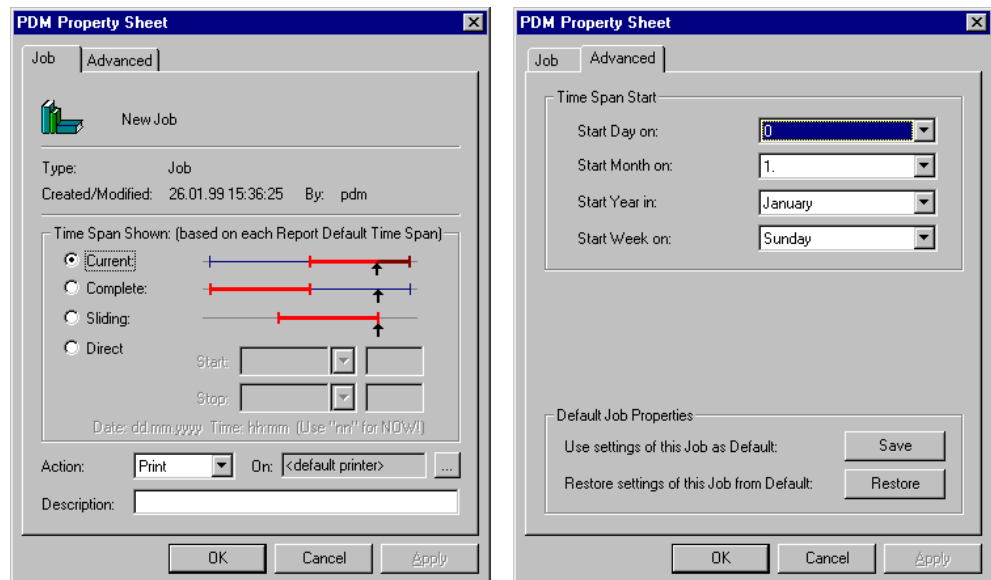 PDM Property Sheet
Job Advanced
New Job
Type: Job
Created/Modified: 26.01.99 15:36:25 By: pdm
Time Span Shown: (based on each Report Default Time Span)
Current:
Complete:
Sliding:
Direct
Start:
Stop:
Date: dd.mm.yyyy Time: hh:mm (Use "nn" for NOW!)
Action: Print On: <default printer> ...
Description:
OK Cancel Apply
PDM Property Sheet
Job Advanced
Time Span Start
Start Day on: 0
Start Month on: 1.
Start Year in: January
Start Week on: Sunday
Default Job Properties
Use settings of this Job as Default: Save
Restore settings of this Job from Default: Restore
OK Cancel Apply